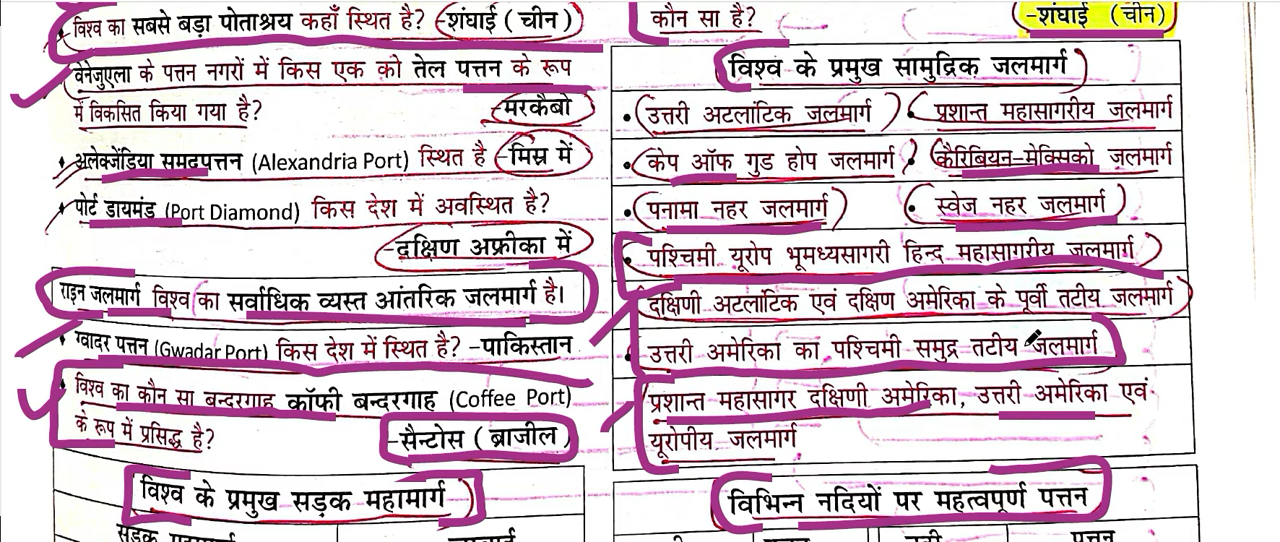 विश्व का सबसे बड़ा पोताश्रय कहाँ स्थित है? -शंघाई (चीन)
वेनेजुएला के पत्तन नगरों में किस एक को तेल पत्तन के रूप
में विकसित किया गया है? -मरकैबो
अलेक्जेंडिया समुद्रपत्तन (Alexandria Port) स्थित है -मिस्र में
पोर्ट डायमंड (Port Diamond) किस देश में अवस्थित है?
-दक्षिण अफ्रीका में
राइन जलमार्ग विश्व का सर्वाधिक व्यस्त आंतरिक जलमार्ग है।
ग्वादर पत्तन (Gwadar Port) किस देश में स्थित है? -पाकिस्तान
विश्व का कौन सा बन्दरगाह कॉफी बन्दरगाह (Coffee Port)
के रूप में प्रसिद्ध है? -सैन्टोस (ब्राजील)
विश्व के प्रमुख सड़क महामार्ग
कौन सा है? -शंघाई (चीन)
विश्व के प्रमुख सामुद्रिक जलमार्ग
• उत्तरी अटलांटिक जलमार्ग • प्रशान्त महासागरीय जलमार्ग
• केप ऑफ गुड होप जलमार्ग • कैरिबियन-मेक्सिको जलमार्ग
• पनामा नहर जलमार्ग • स्वेज नहर जलमार्ग
• पश्चिमी यूरोप भूमध्यसागरी हिन्द महासागरीय जलमार्ग
दक्षिणी अटलांटिक एवं दक्षिण अमेरिका के पूर्वी तटीय जलमार्ग
• उत्तरी अमेरिका का पश्चिमी समुद्र तटीय जलमार्ग
प्रशान्त महासागर दक्षिणी अमेरिका, उत्तरी अमेरिका एवं
यूरोपीय जलमार्ग
विभिन्न नदियों पर महत्वपूर्ण पत्तन